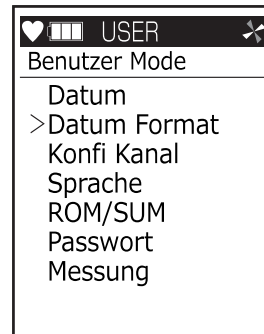 USER
Benutzer Mode
Datum
>Datum Format
Konfi Kanal
Sprache
ROM/SUM
Passwort
Messung